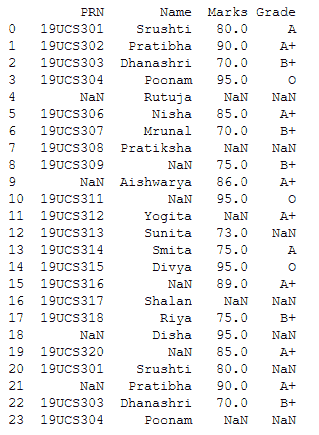 PRN Name Marks Grade
0 19UCS301 Srushti 80.0 A
1 19UCS302 Pratibha 90.0 A+
2 19UCS303 Dhanashri 70.0 B+
3 19UCS304 Poonam 95.0 O
4 NaN Rutuja NaN NaN
5 19UCS306 Nisha 85.0 A+
6 19UCS307 Mrunal 70.0 B+
7 19UCS308 Pratiksha NaN NaN
8 19UCS309 NaN 75.0 B+
9 NaN Aishwarya 86.0 A+
10 19UCS311 NaN 95.0 O
11 19UCS312 Yogita NaN A+
12 19UCS313 Sunita 73.0 NaN
13 19UCS314 Smita 75.0 A
14 19UCS315 Divya 95.0 O
15 19UCS316 NaN 89.0 A+
16 19UCS317 Shalan NaN NaN
17 19UCS318 Riya 75.0 B+
18 NaN Disha 95.0 NaN
19 19UCS320 NaN 85.0 A+
20 19UCS301 Srushti 80.0 NaN
21 NaN Pratibha 90.0 A+
22 19UCS303 Dhanashri 70.0 B+
23 19UCS304 Poonam NaN NaN